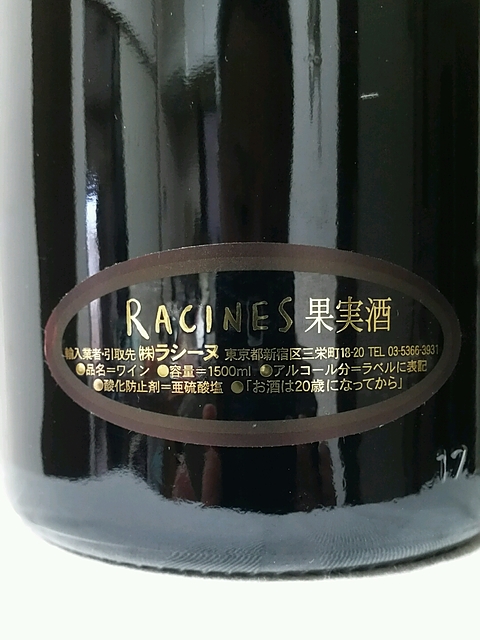 RACINES 果実酒
輸入業者・引取先 ㈱ラシーヌ 東京都新宿区三栄町18-20 TEL 03-5366-3931
●品名=ワイン ●容量=1500ml ●アルコール分=ラベルに表記
●酸化防止剤=亜硫酸塩 ●「お酒は20歳になってから」
17